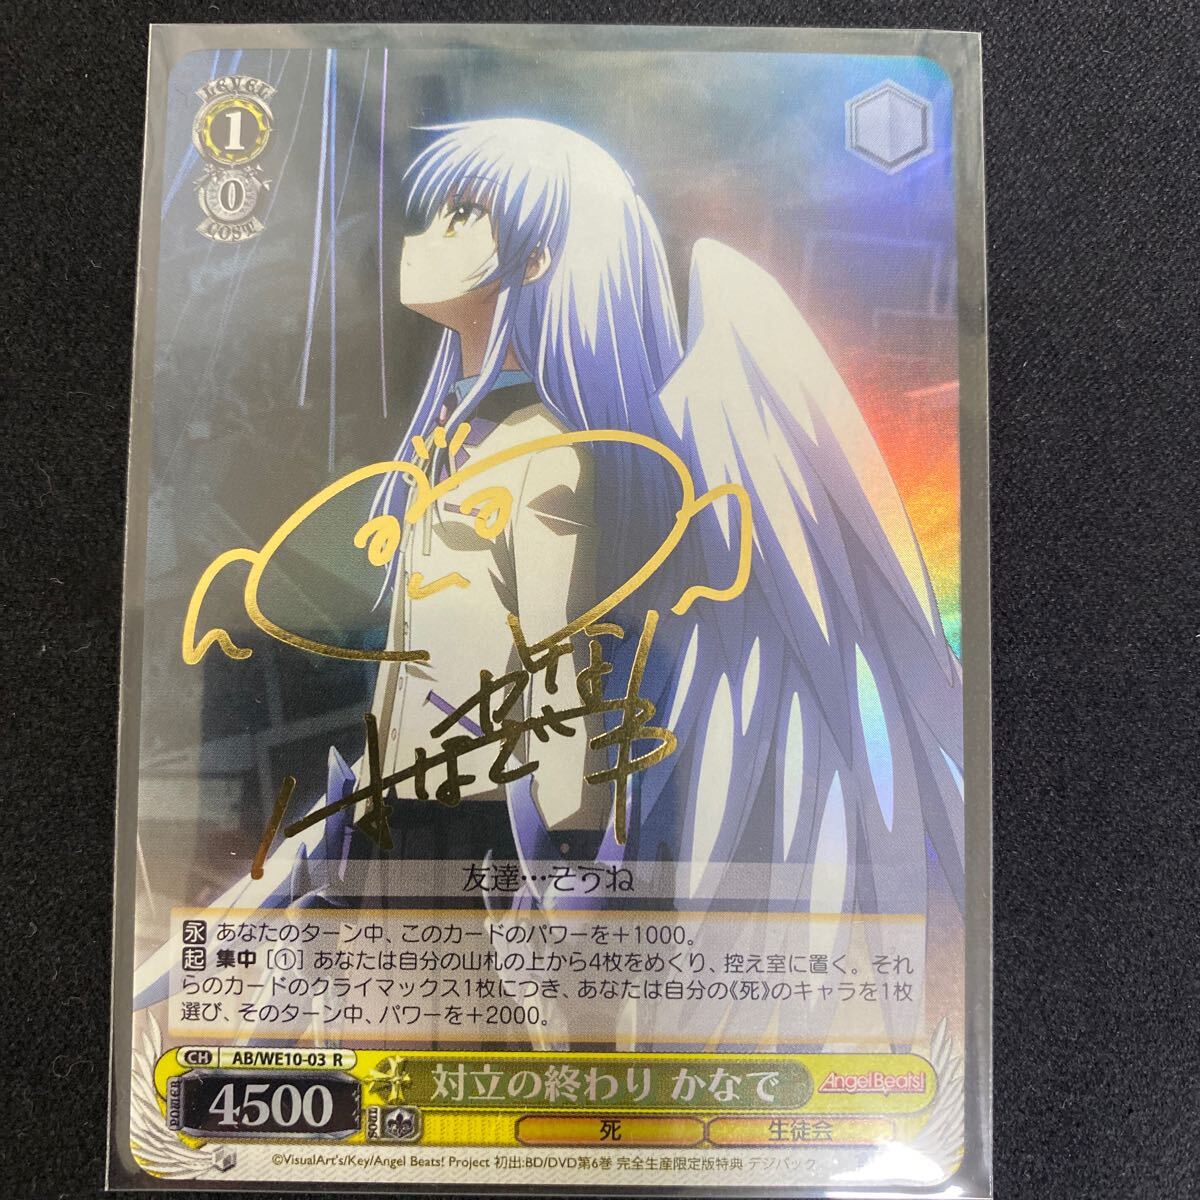 LEVEL
1
0
COST
友達…そうね
永 あなたのターン中、このカードのパワーを＋1000。
起 集中 [①] あなたは自分の山札の上から4枚をめくり、控え室に置く。それ
らのカードのクライマックス1枚につき、あなたは自分の《死》のキャラを1枚
選び、そのターン中、パワーを＋2000。
CH AB/WE10-03 R
POWER 4500
SOUL
対立の終わり かなで
Angel Beats!
死 生徒会
©VisualArt's/Key/Angel Beats! Project 初出:BD/DVD第6巻 完全生産限定版特典 デジパック